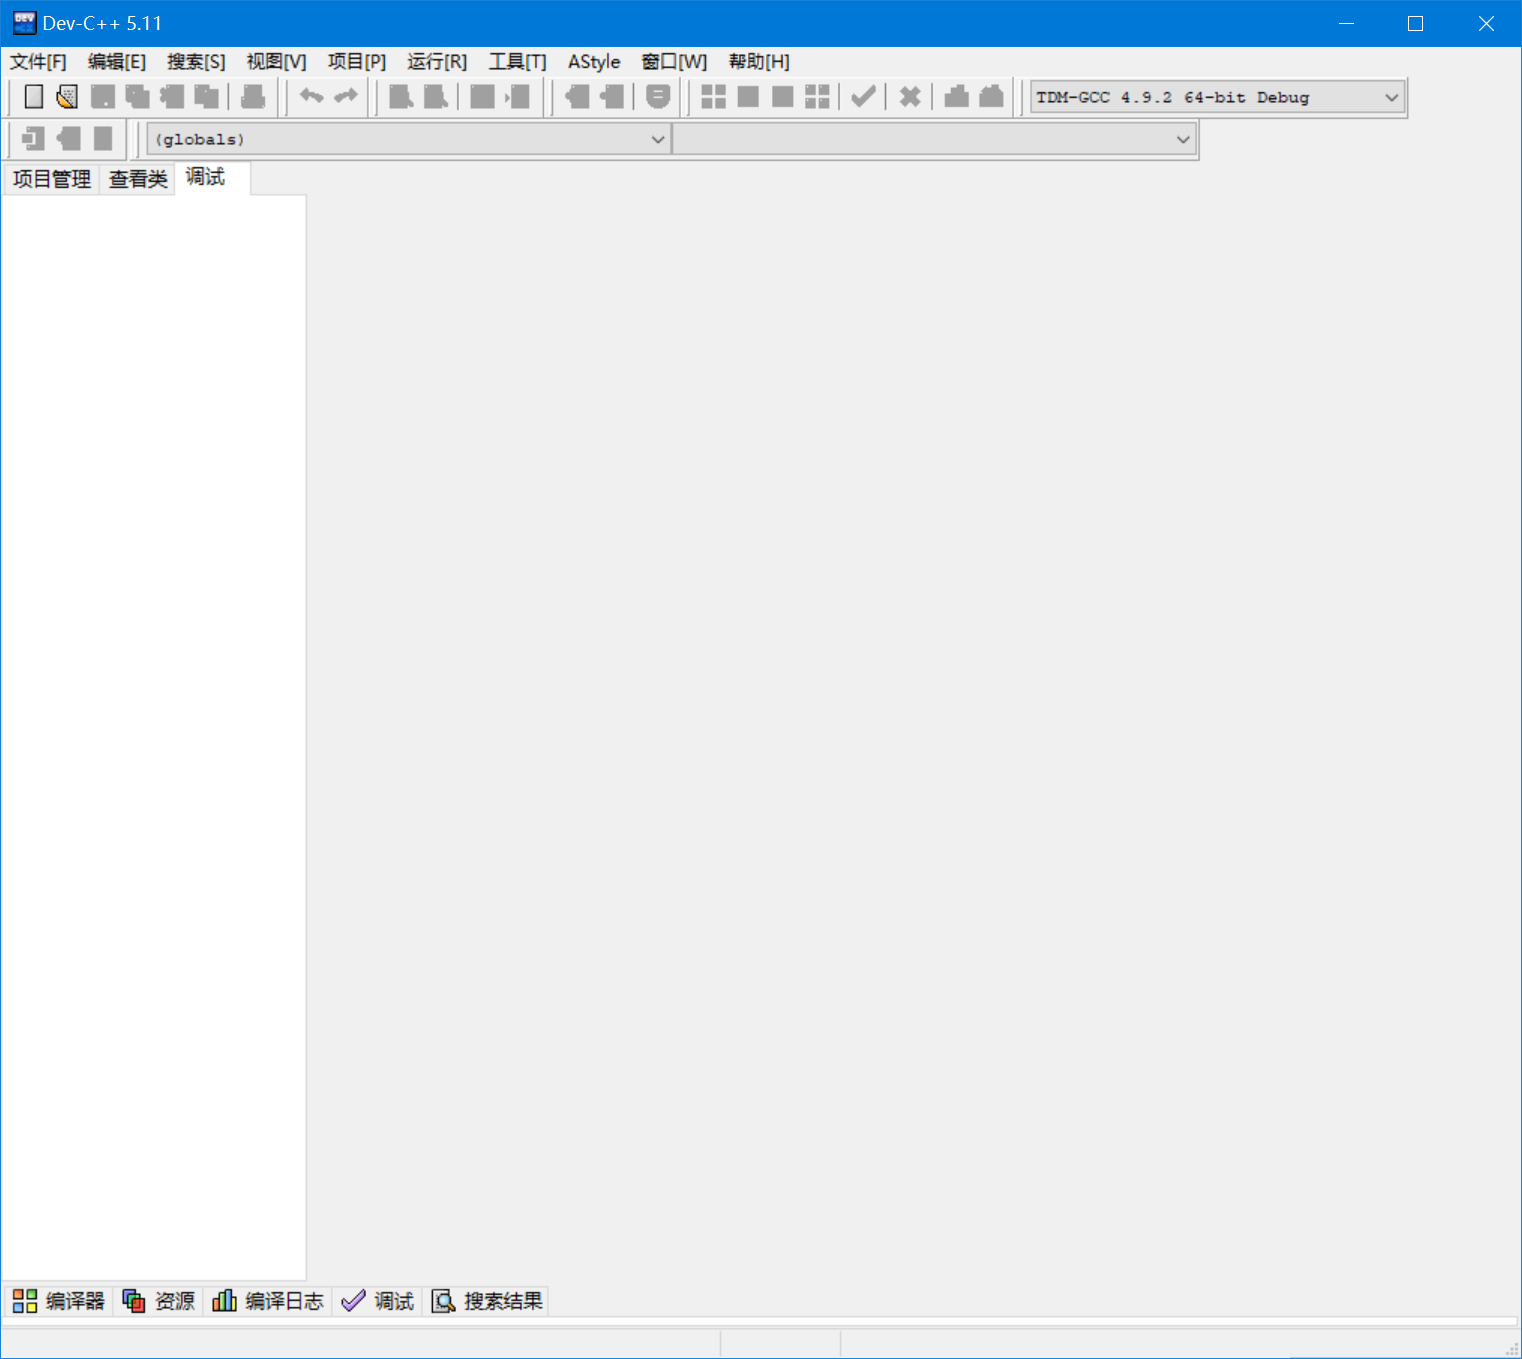 Dev-C++ 5.11
文件[F] 编辑[E] 搜索[S] 视图[V] 项目[P] 运行[R] 工具[T] AStyle 窗口[W] 帮助[H]
TDM-GCC 4.9.2 64-bit Debug
(globals)
项目管理 查看类 调试
编译器 资源 编译日志 调试 搜索结果